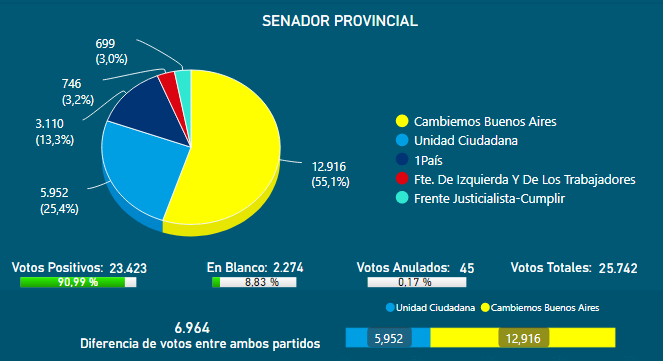 SENADOR PROVINCIAL
699
(3,0%)
746
(3,2%)
3.110
(13,3%)
5.952
(25,4%)
12.916
(55,1%)
Cambiemos Buenos Aires
Unidad Ciudadana
1País
Fte. De Izquierda Y De Los Trabajadores
Frente Justicialista-Cumplir
Votos Positivos: 23.423
90,99 %
En Blanco: 2.274
8,83 %
Votos Anulados: 45
0,17 %
Votos Totales: 25.742
6.964
Diferencia de votos entre ambos partidos
Unidad Ciudadana Cambiemos Buenos Aires
5,952 12,916